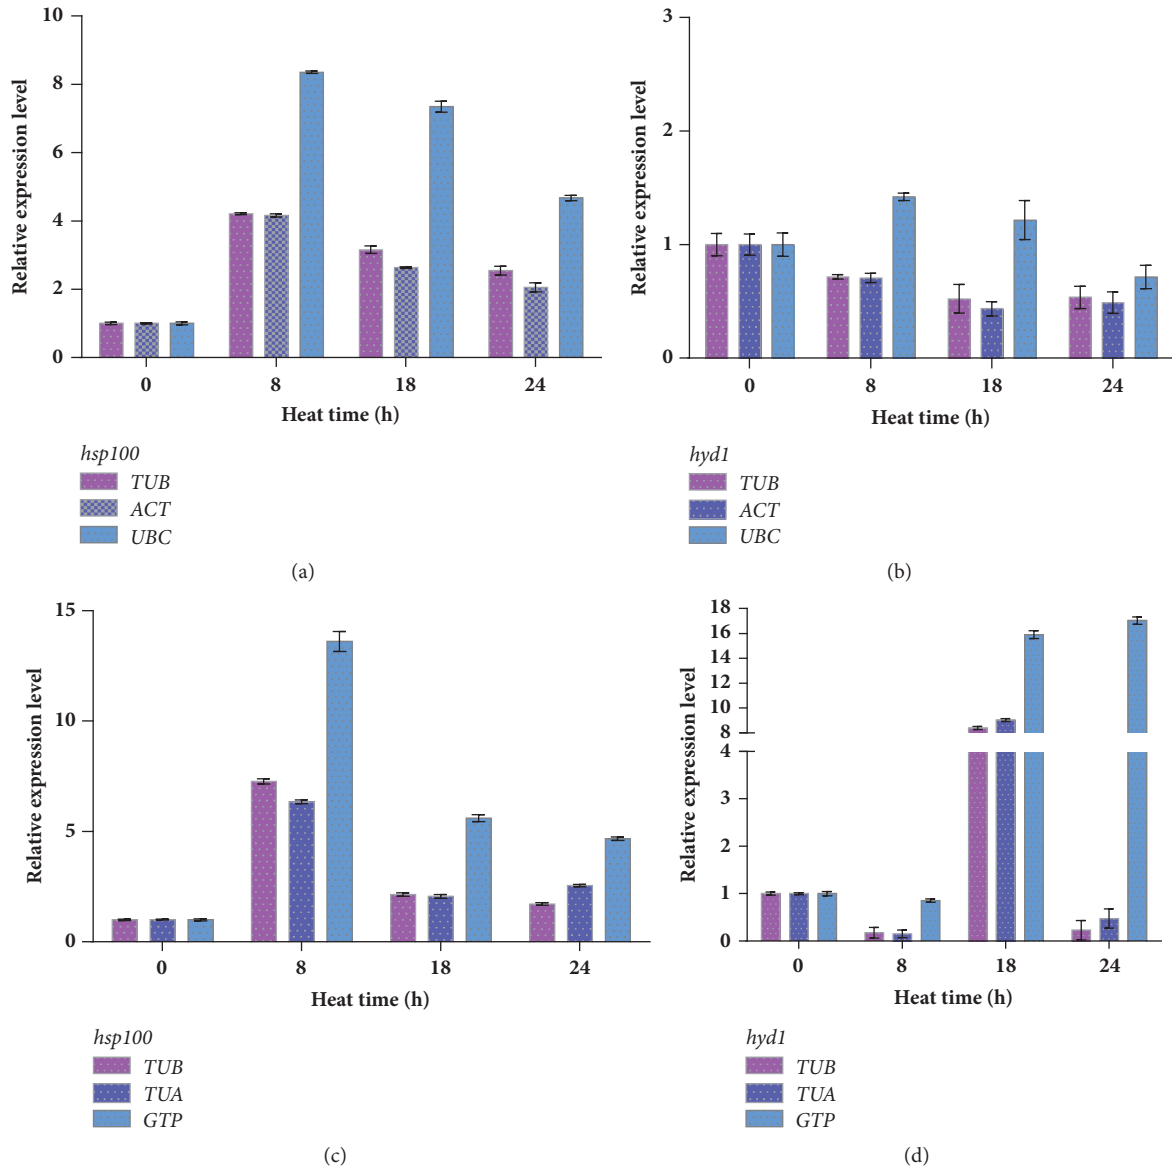 10
8
6
4
2
0
Relative expression level
0 8 18 24
Heat time (h)
hsp100
TUB
ACT
UBC
(a)
3
2
1
0
Relative expression level
0 8 18 24
Heat time (h)
hyd1
TUB
ACT
UBC
(b)
15
10
5
0
Relative expression level
0 8 18 24
Heat time (h)
hsp100
TUB
TUA
GTP
(c)
18
16
14
12
10
8
4
3
2
1
0
Relative expression level
0 8 18 24
Heat time (h)
hyd1
TUB
TUA
GTP
(d)